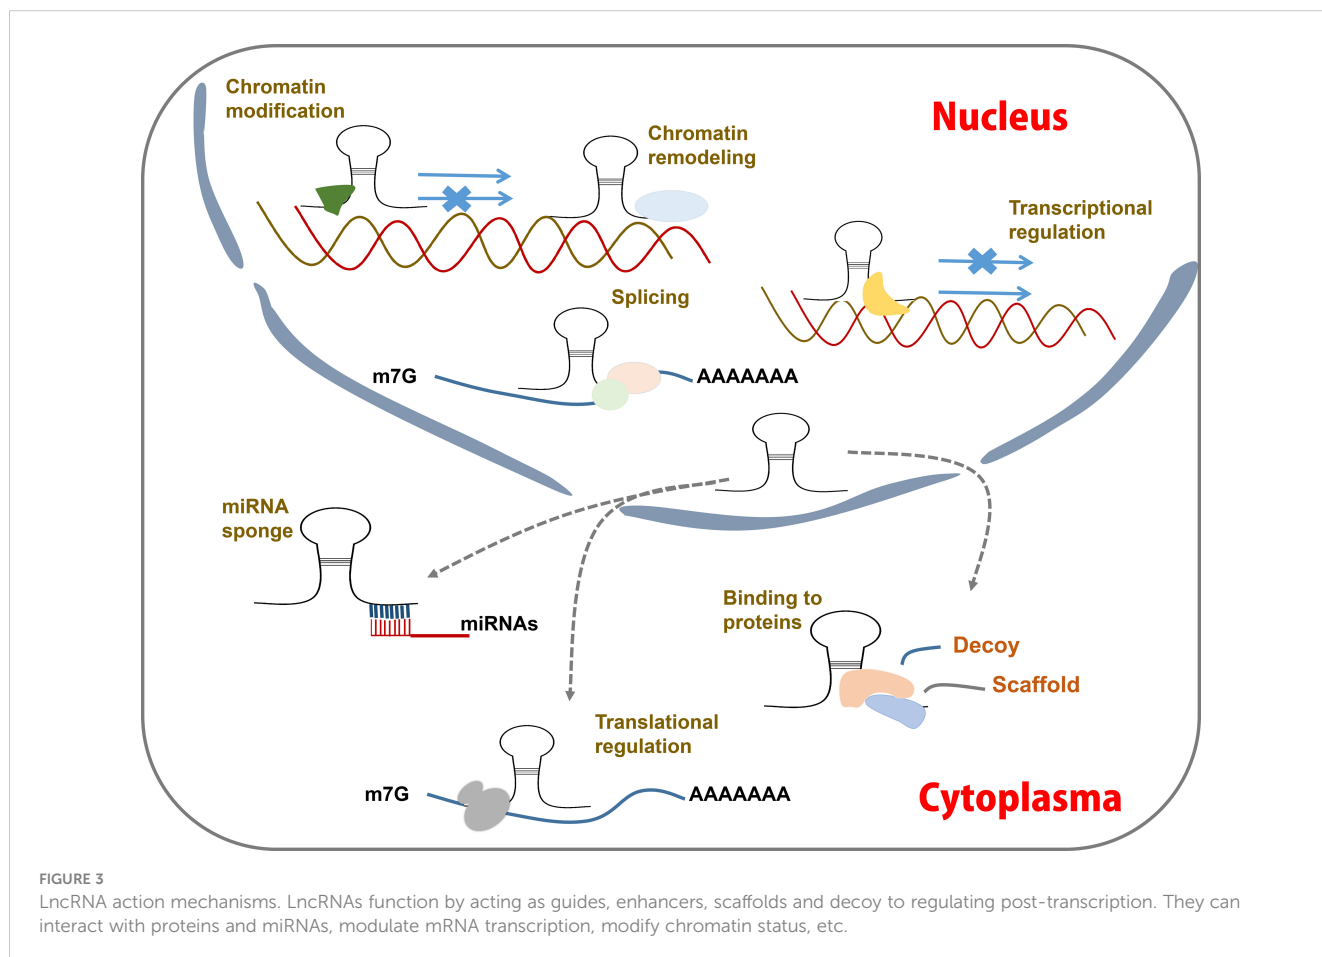 Chromatin
modification
Nucleus
Chromatin
remodeling
Transcriptional
regulation
Splicing
m7G
AAAAAAA
miRNA
sponge
miRNAs
Binding to
proteins
Decoy
Scaffold
Translational
regulation
m7G
AAAAAAA
Cytoplasma
FIGURE 3
LncRNA action mechanisms. LncRNAs function by acting as guides, enhancers, scaffolds and decoy to regulating post-transcription. They can
interact with proteins and miRNAs, modulate mRNA transcription, modify chromatin status, etc.